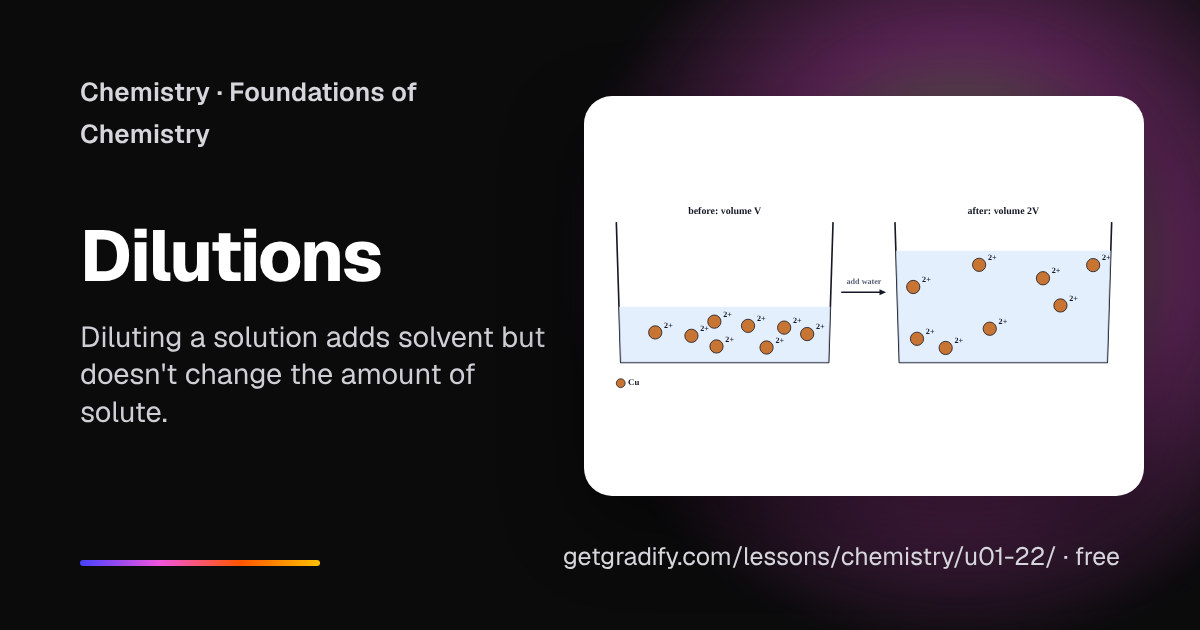 Chemistry · Foundations of
Chemistry
Dilutions
Diluting a solution adds solvent but
doesn't change the amount of
solute.
before: volume V
2+
2+
2+
2+
2+
2+
2+
2+
2+
Cu
add water
after: volume 2V
2+
2+
2+
2+
2+
2+
2+
2+
getgradify.com/lessons/chemistry/u01-22/ · free